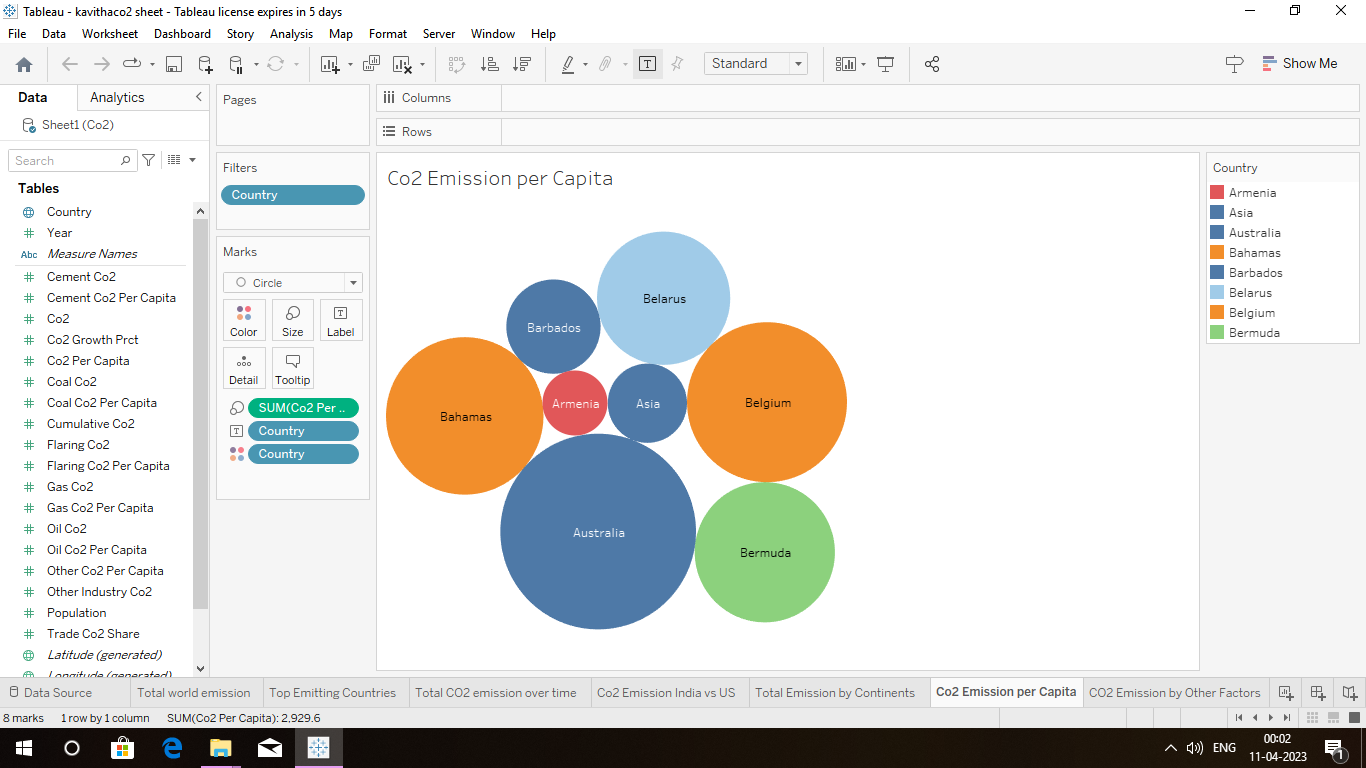 Tableau - kavithaco2 sheet - Tableau license expires in 5 days
File Data Worksheet Dashboard Story Analysis Map Format Server Window Help
Standard
Show Me
Data Analytics
Sheet1 (Co2)
Search
Tables
Country
Year
Abc Measure Names
Cement Co2
Cement Co2 Per Capita
Co2
Co2 Growth Prct
Co2 Per Capita
Coal Co2
Coal Co2 Per Capita
Cumulative Co2
Flaring Co2
Flaring Co2 Per Capita
Gas Co2
Gas Co2 Per Capita
Oil Co2
Oil Co2 Per Capita
Other Co2 Per Capita
Other Industry Co2
Population
Trade Co2 Share
Latitude (generated)
Longitude (generated)
Pages
Filters
Country
Marks
Circle
Color Size Label
Detail Tooltip
SUM(Co2 Per ..
Country
Country
Columns
Rows
Co2 Emission per Capita
Belarus
Barbados
Armenia
Asia
Belgium
Bahamas
Australia
Bermuda
Country
Armenia
Asia
Australia
Bahamas
Barbados
Belarus
Belgium
Bermuda
Data Source Total world emission Top Emitting Countries Total CO2 emission over time Co2 Emission India vs US Total Emission by Continents Co2 Emission per Capita CO2 Emission by Other Factors
8 marks 1 row by 1 column SUM(Co2 Per Capita): 2,929.6
ENG
00:02
11-04-2023
1